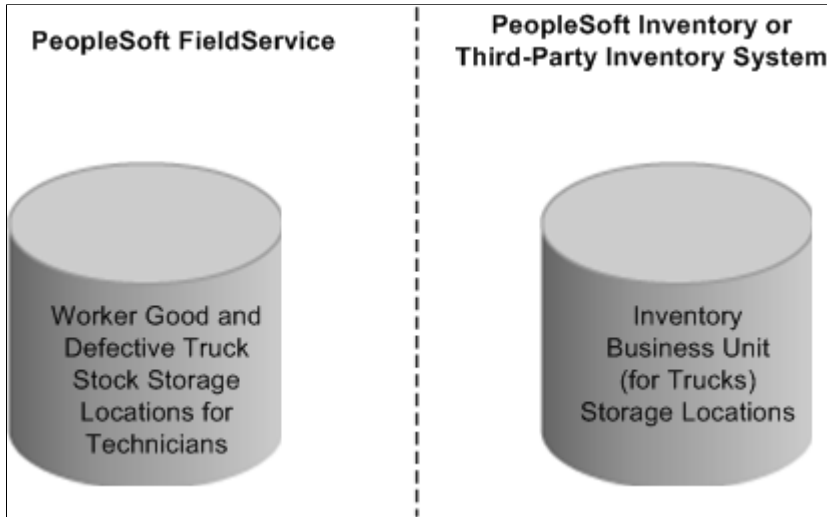 PeopleSoft FieldService
PeopleSoft Inventory or
Third-Party Inventory System
Worker Good and
Defective Truck
Stock Storage
Locations for
Technicians
Inventory
Business Unit
(for Trucks)
Storage Locations